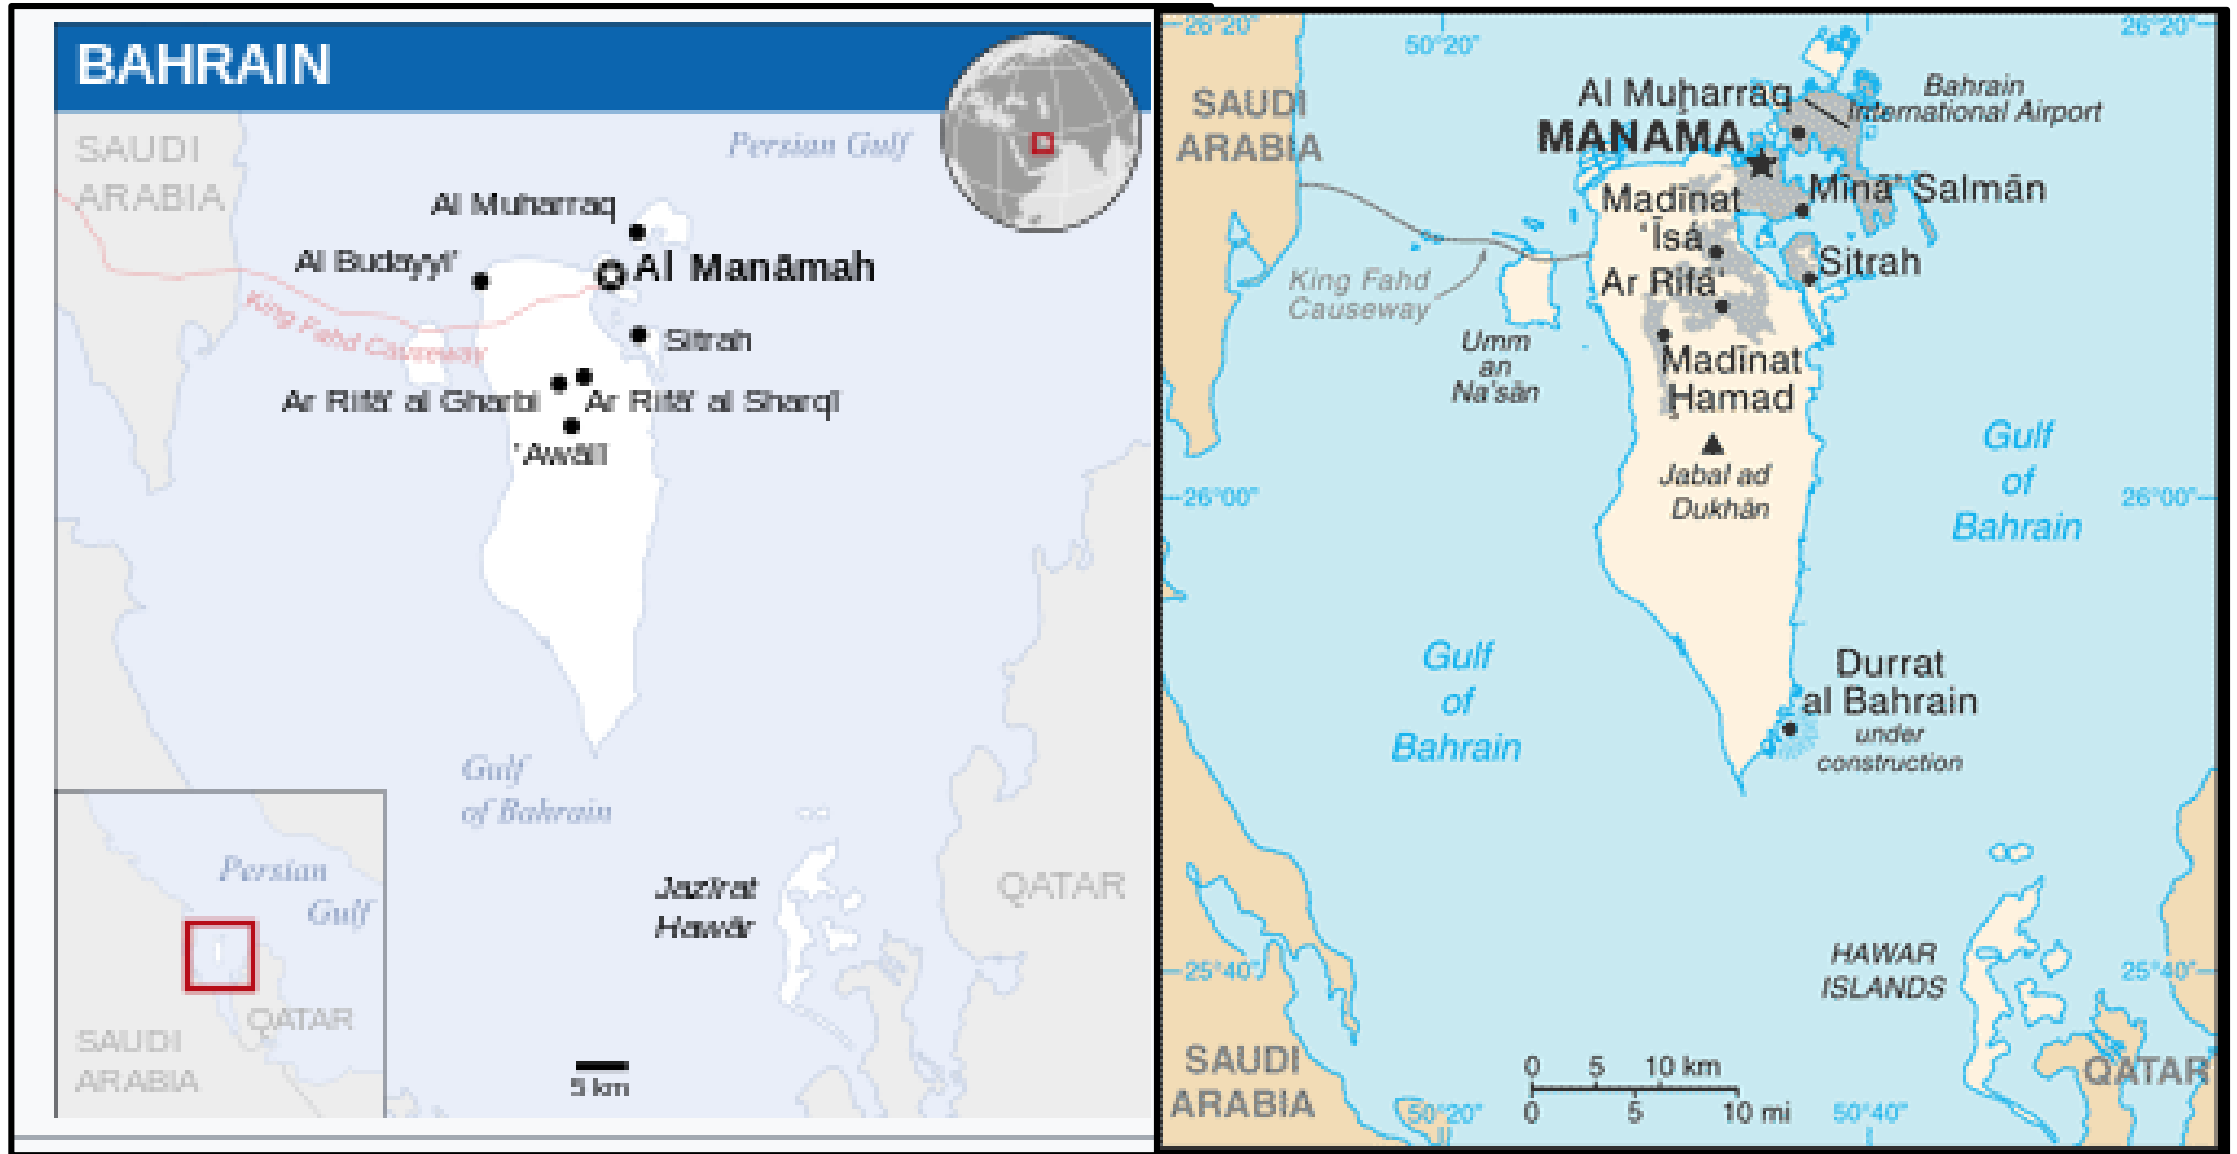 BAHRAIN
SAUDI
ARABIA
Persian Gulf
Al Muharraq
Al Budayyi'
Al Manāmah
King Fahd Causeway
Sitrah
Ar Rifā' al Gharbi
Ar Rifā' al Sharqī
'Awālī
Gulf
of Bahrain
Jazīrat
Hawār
QATAR
Persian
Gulf
QATAR
SAUDI
ARABIA
5 km
26°20'
50°20'
26°20'
SAUDI
ARABIA
Al Muḩarraq
Bahrain
International Airport
MANAMA
Mīnā' Salmān
Madīnat
'Īsá
Sitrah
Ar Rifā'
King Fahd
Causeway
Umm
an
Na'sān
Madīnat
Ḩamad
Jabal ad
Dukhān
Gulf
of
Bahrain
26°00'
26°00'
Gulf
of
Bahrain
Durrat
al Bahrain
under
construction
HAWAR
ISLANDS
25°40'
25°40'
SAUDI
ARABIA
0 5 10 km
0 5 10 mi
50°20'
50°40'
QATAR